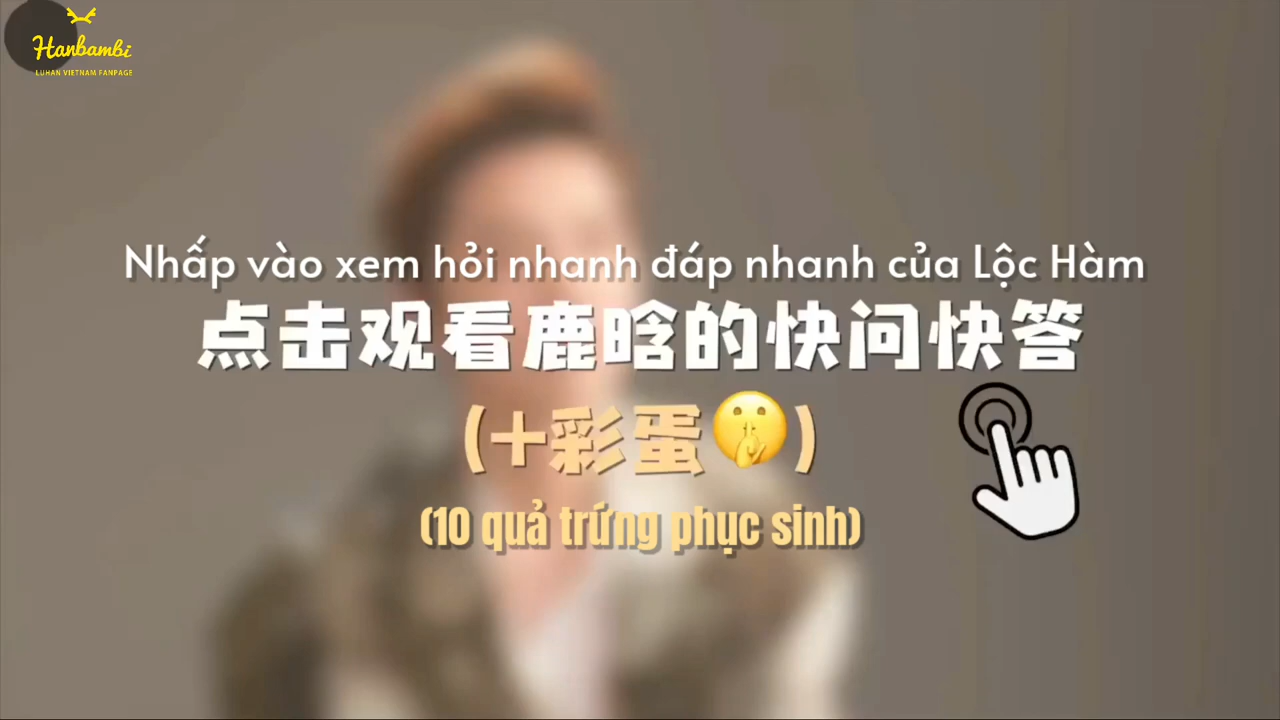 Hanbambi
LUHAN VIETNAM FANPAGE
Nhấp vào xem hỏi nhanh đáp nhanh của Lộc Hàm
点击观看鹿晗的快问快答
(+彩蛋🤫)
(10 quả trứng phục sinh)